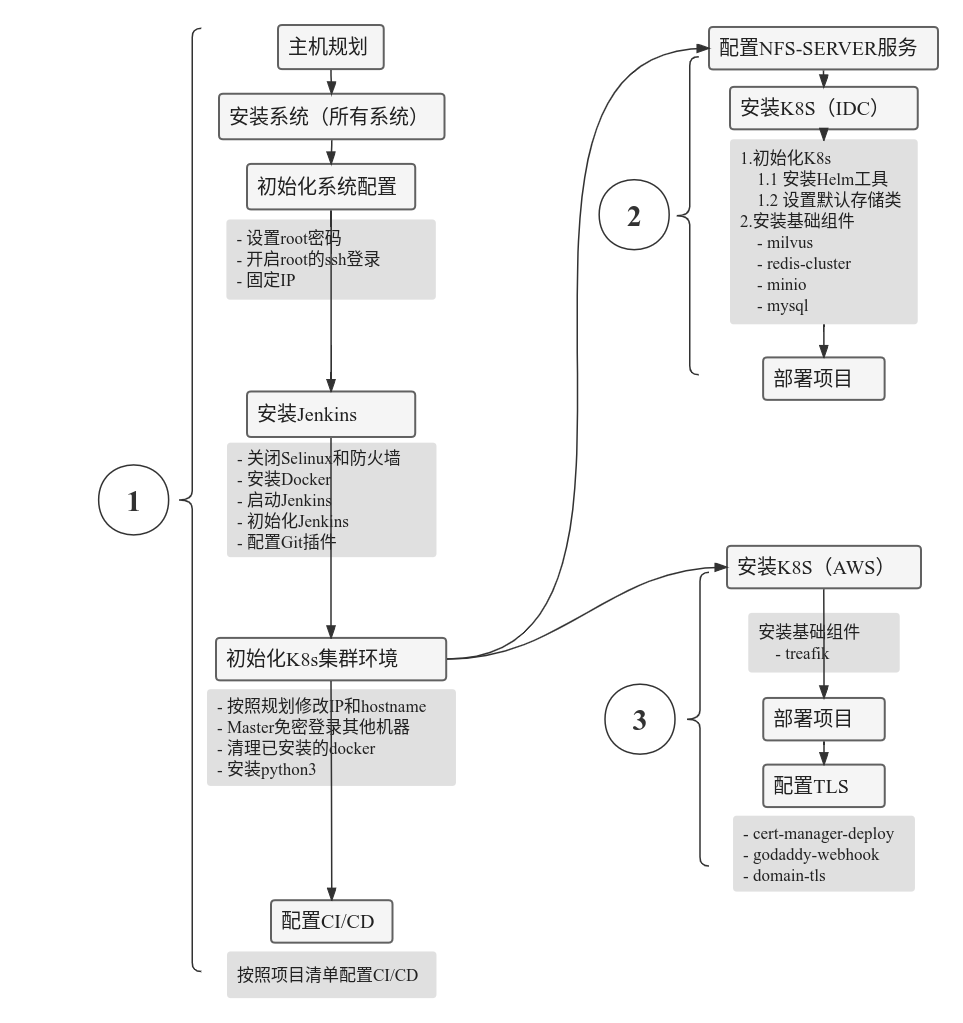 主机规划
安装系统（所有系统）
初始化系统配置
- 设置root密码
- 开启root的ssh登录
- 固定IP
安装Jenkins
- 关闭Selinux和防火墙
- 安装Docker
- 启动Jenkins
- 初始化Jenkins
- 配置Git插件
1
初始化K8s集群环境
- 按照规划修改IP和hostname
- Master免密登录其他机器
- 清理已安装的docker
- 安装python3
配置CI/CD
按照项目清单配置CI/CD
配置NFS-SERVER服务
安装K8S（IDC）
1.初始化K8s
1.1 安装Helm工具
1.2 设置默认存储类
2.安装基础组件
- milvus
- redis-cluster
- minio
- mysql
2
部署项目
安装K8S（AWS）
安装基础组件
- treafik
3
部署项目
配置TLS
- cert-manager-deploy
- godaddy-webhook
- domain-tls